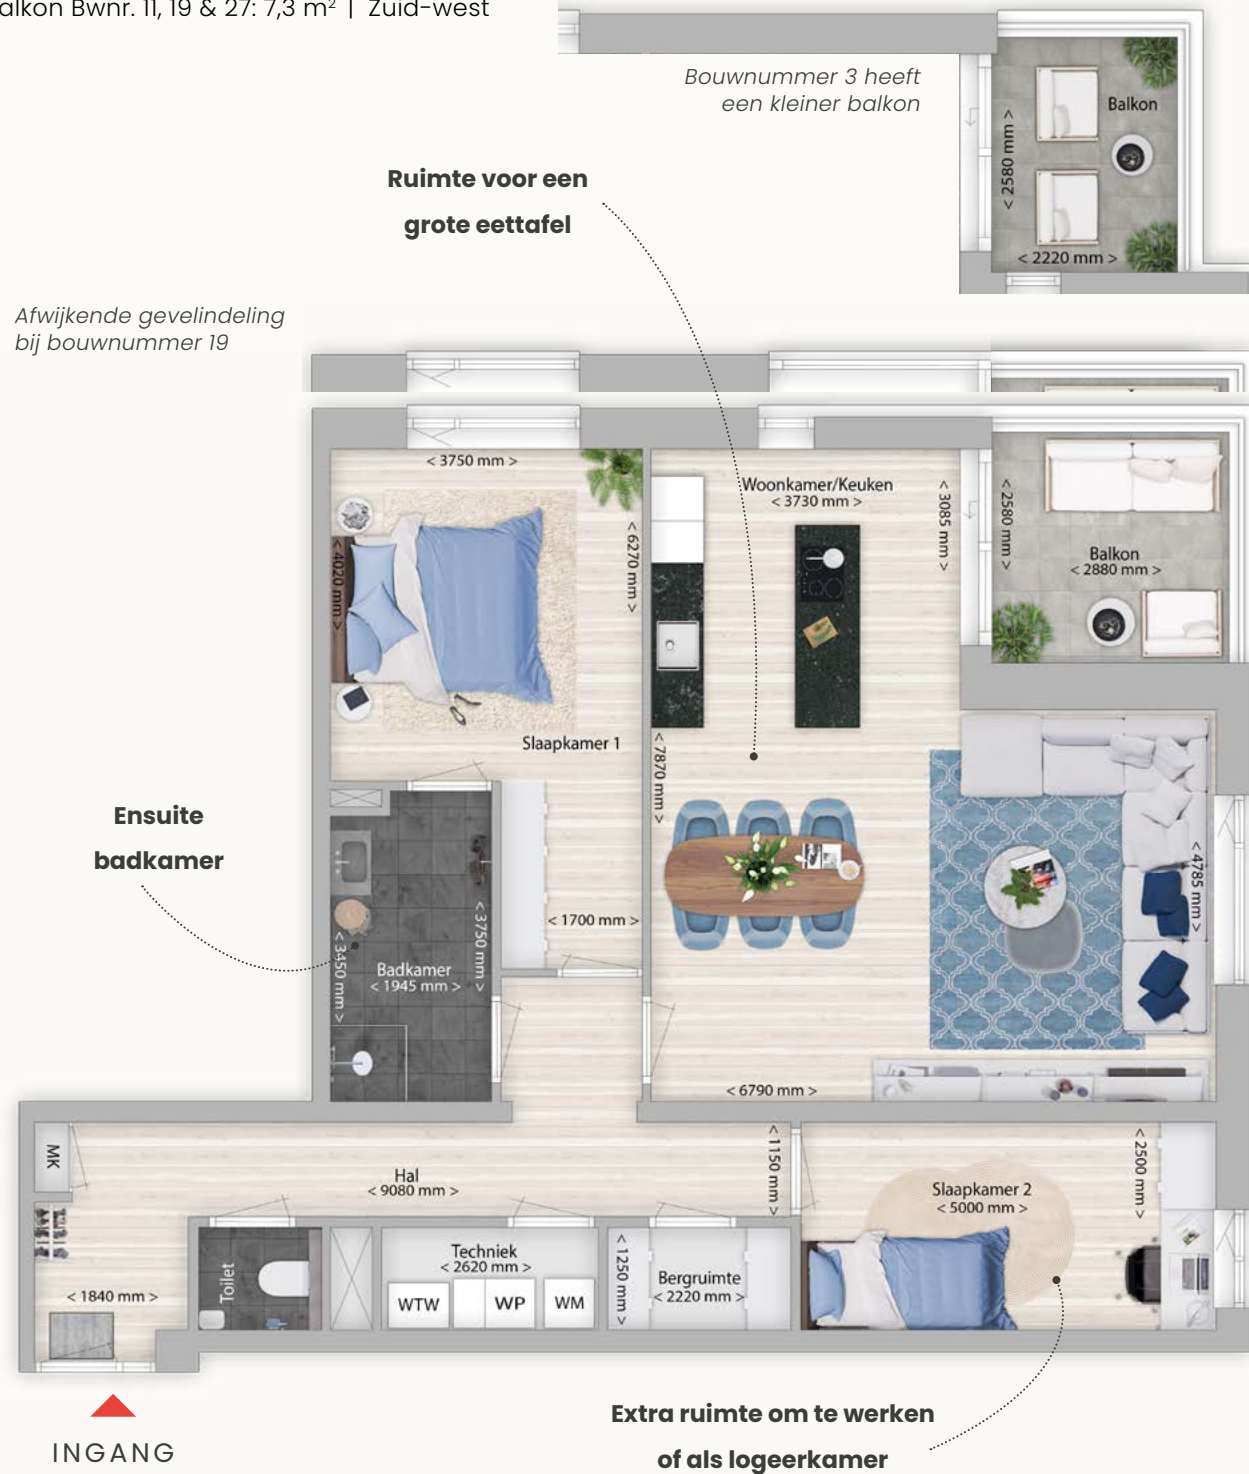 alkon Bwnr. 11, 19 & 27: 7,3 m² | Zuid-west
Bouwnummer 3 heeft
een kleiner balkon
Balkon
< 2580 mm >
< 2220 mm >
Ruimte voor een
grote eettafel
Afwijkende gevelindeling
bij bouwnummer 19
< 3750 mm >
< 4020 mm >
< 6270 mm >
Slaapkamer 1
Woonkamer/Keuken
< 3730 mm >
< 3085 mm >
< 2580 mm >
Balkon
< 2880 mm >
< 7870 mm >
< 4785 mm >
< 6790 mm >
Ensuite
badkamer
< 1700 mm >
< 3750 mm >
< 3450 mm >
Badkamer
< 1945 mm >
MK
Hal
< 9080 mm >
< 1150 mm >
Slaapkamer 2
< 5000 mm >
< 2500 mm >
< 1840 mm >
Toilet
Techniek
< 2620 mm >
WTW
WP
WM
< 1250 mm >
Bergruimte
< 2220 mm >
INGANG
Extra ruimte om te werken
of als logeerkamer